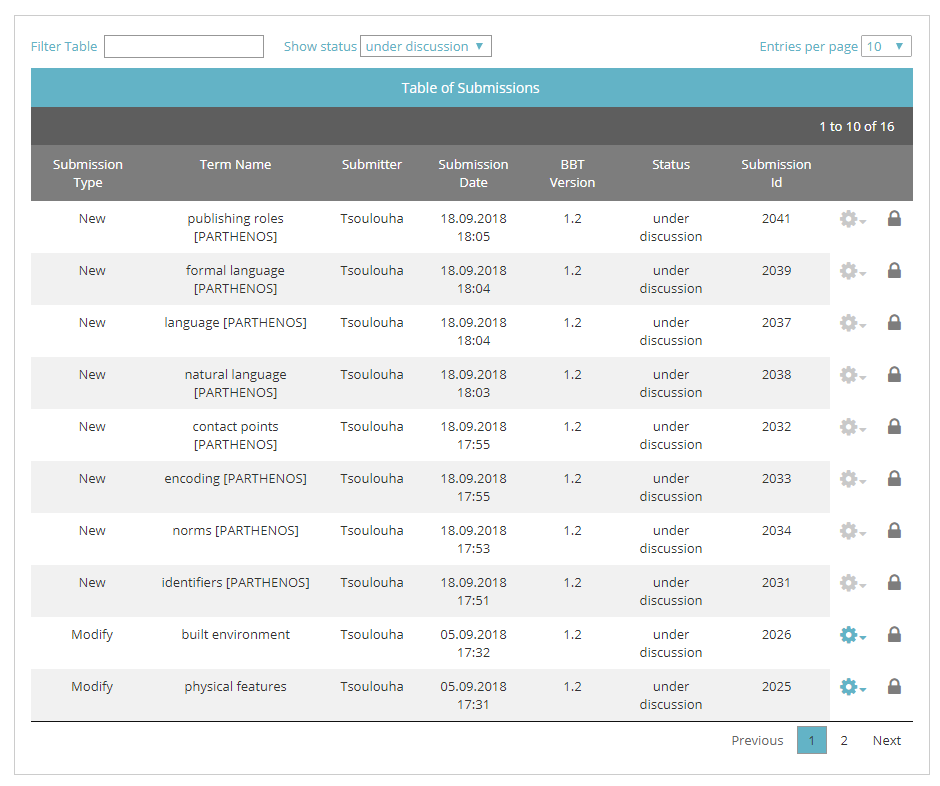 Filter Table Show status under discussion ▼ Entries per page 10 ▼
Table of Submissions
1 to 10 of 16
Submission Term Name Submitter Submission BBT Status Submission
Type Date Version Id
New publishing roles Tsoulouha 18.09.2018 1.2 under 2041
[PARTHENOS] 18:05 discussion
New formal language Tsoulouha 18.09.2018 1.2 under 2039
[PARTHENOS] 18:04 discussion
New language [PARTHENOS] Tsoulouha 18.09.2018 1.2 under 2037
18:04 discussion
New natural language Tsoulouha 18.09.2018 1.2 under 2038
[PARTHENOS] 18:03 discussion
New contact points Tsoulouha 18.09.2018 1.2 under 2032
[PARTHENOS] 17:55 discussion
New encoding [PARTHENOS] Tsoulouha 18.09.2018 1.2 under 2033
17:55 discussion
New norms [PARTHENOS] Tsoulouha 18.09.2018 1.2 under 2034
17:53 discussion
New identifiers [PARTHENOS] Tsoulouha 18.09.2018 1.2 under 2031
17:51 discussion
Modify built environment Tsoulouha 05.09.2018 1.2 under 2026
17:32 discussion
Modify physical features Tsoulouha 05.09.2018 1.2 under 2025
17:31 discussion
Previous 1 2 Next